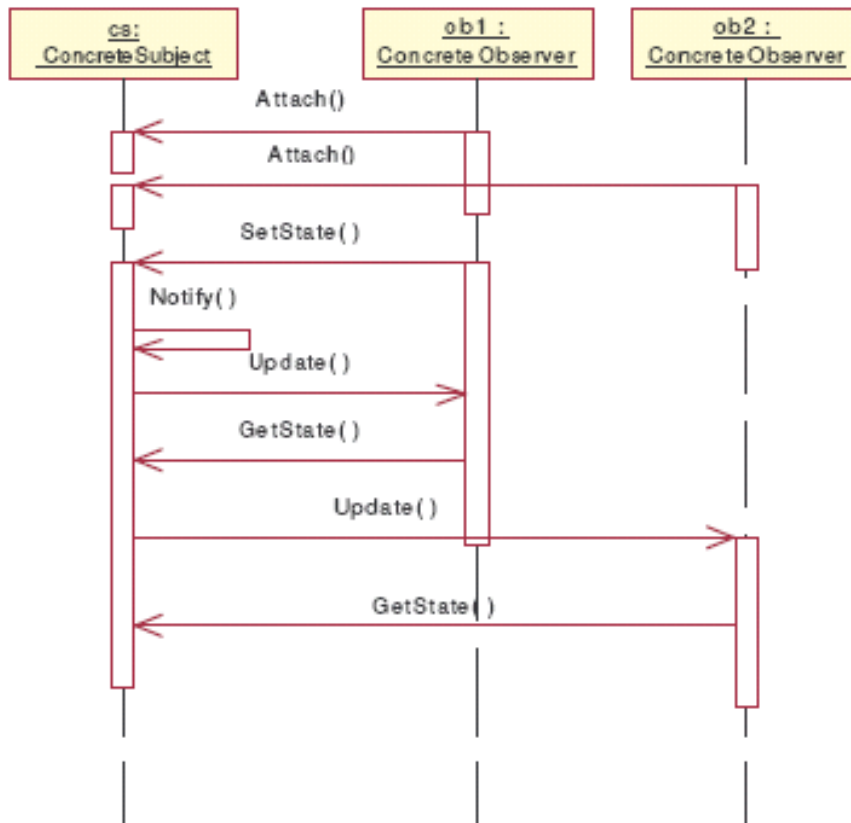 cs:
ConcreteSubject
ob1 :
ConcreteObserver
ob2 :
ConcreteObserver
Attach()
Attach()
SetState( )
Notify( )
Update( )
GetState( )
Update( )
GetState( )